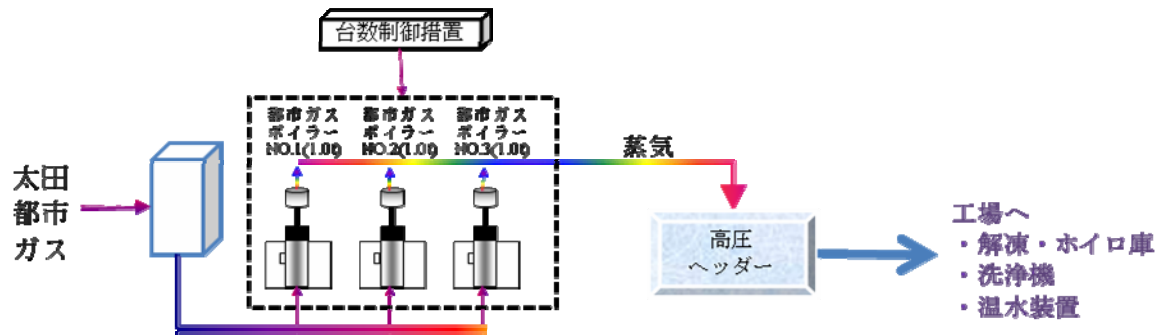 台数制御措置
都市ガス
ボイラー
NO.1(1.0t)
都市ガス
ボイラー
NO.2(1.0t)
都市ガス
ボイラー
NO.3(1.0t)
蒸気
太田
都市
ガス
高圧
ヘッダー
工場へ
・解凍・ホイロ庫
・洗浄機
・温水装置